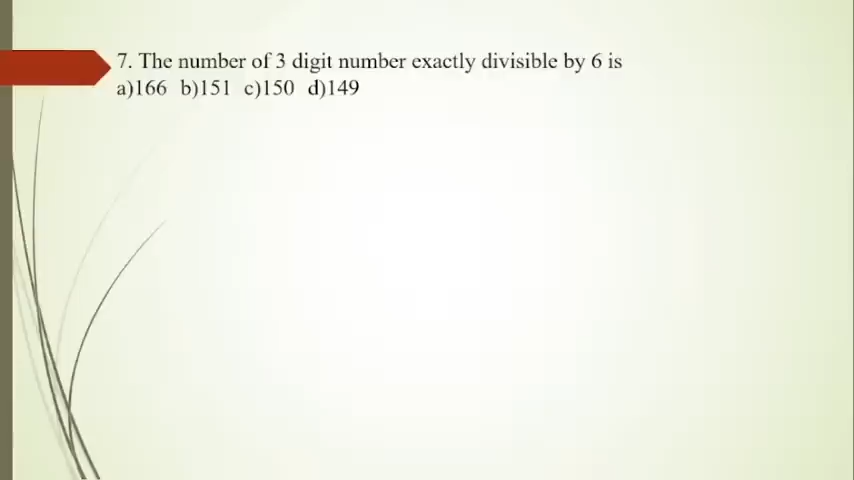 7. The number of 3 digit number exactly divisible by 6 is
a)166 b)151 c)150 d)149